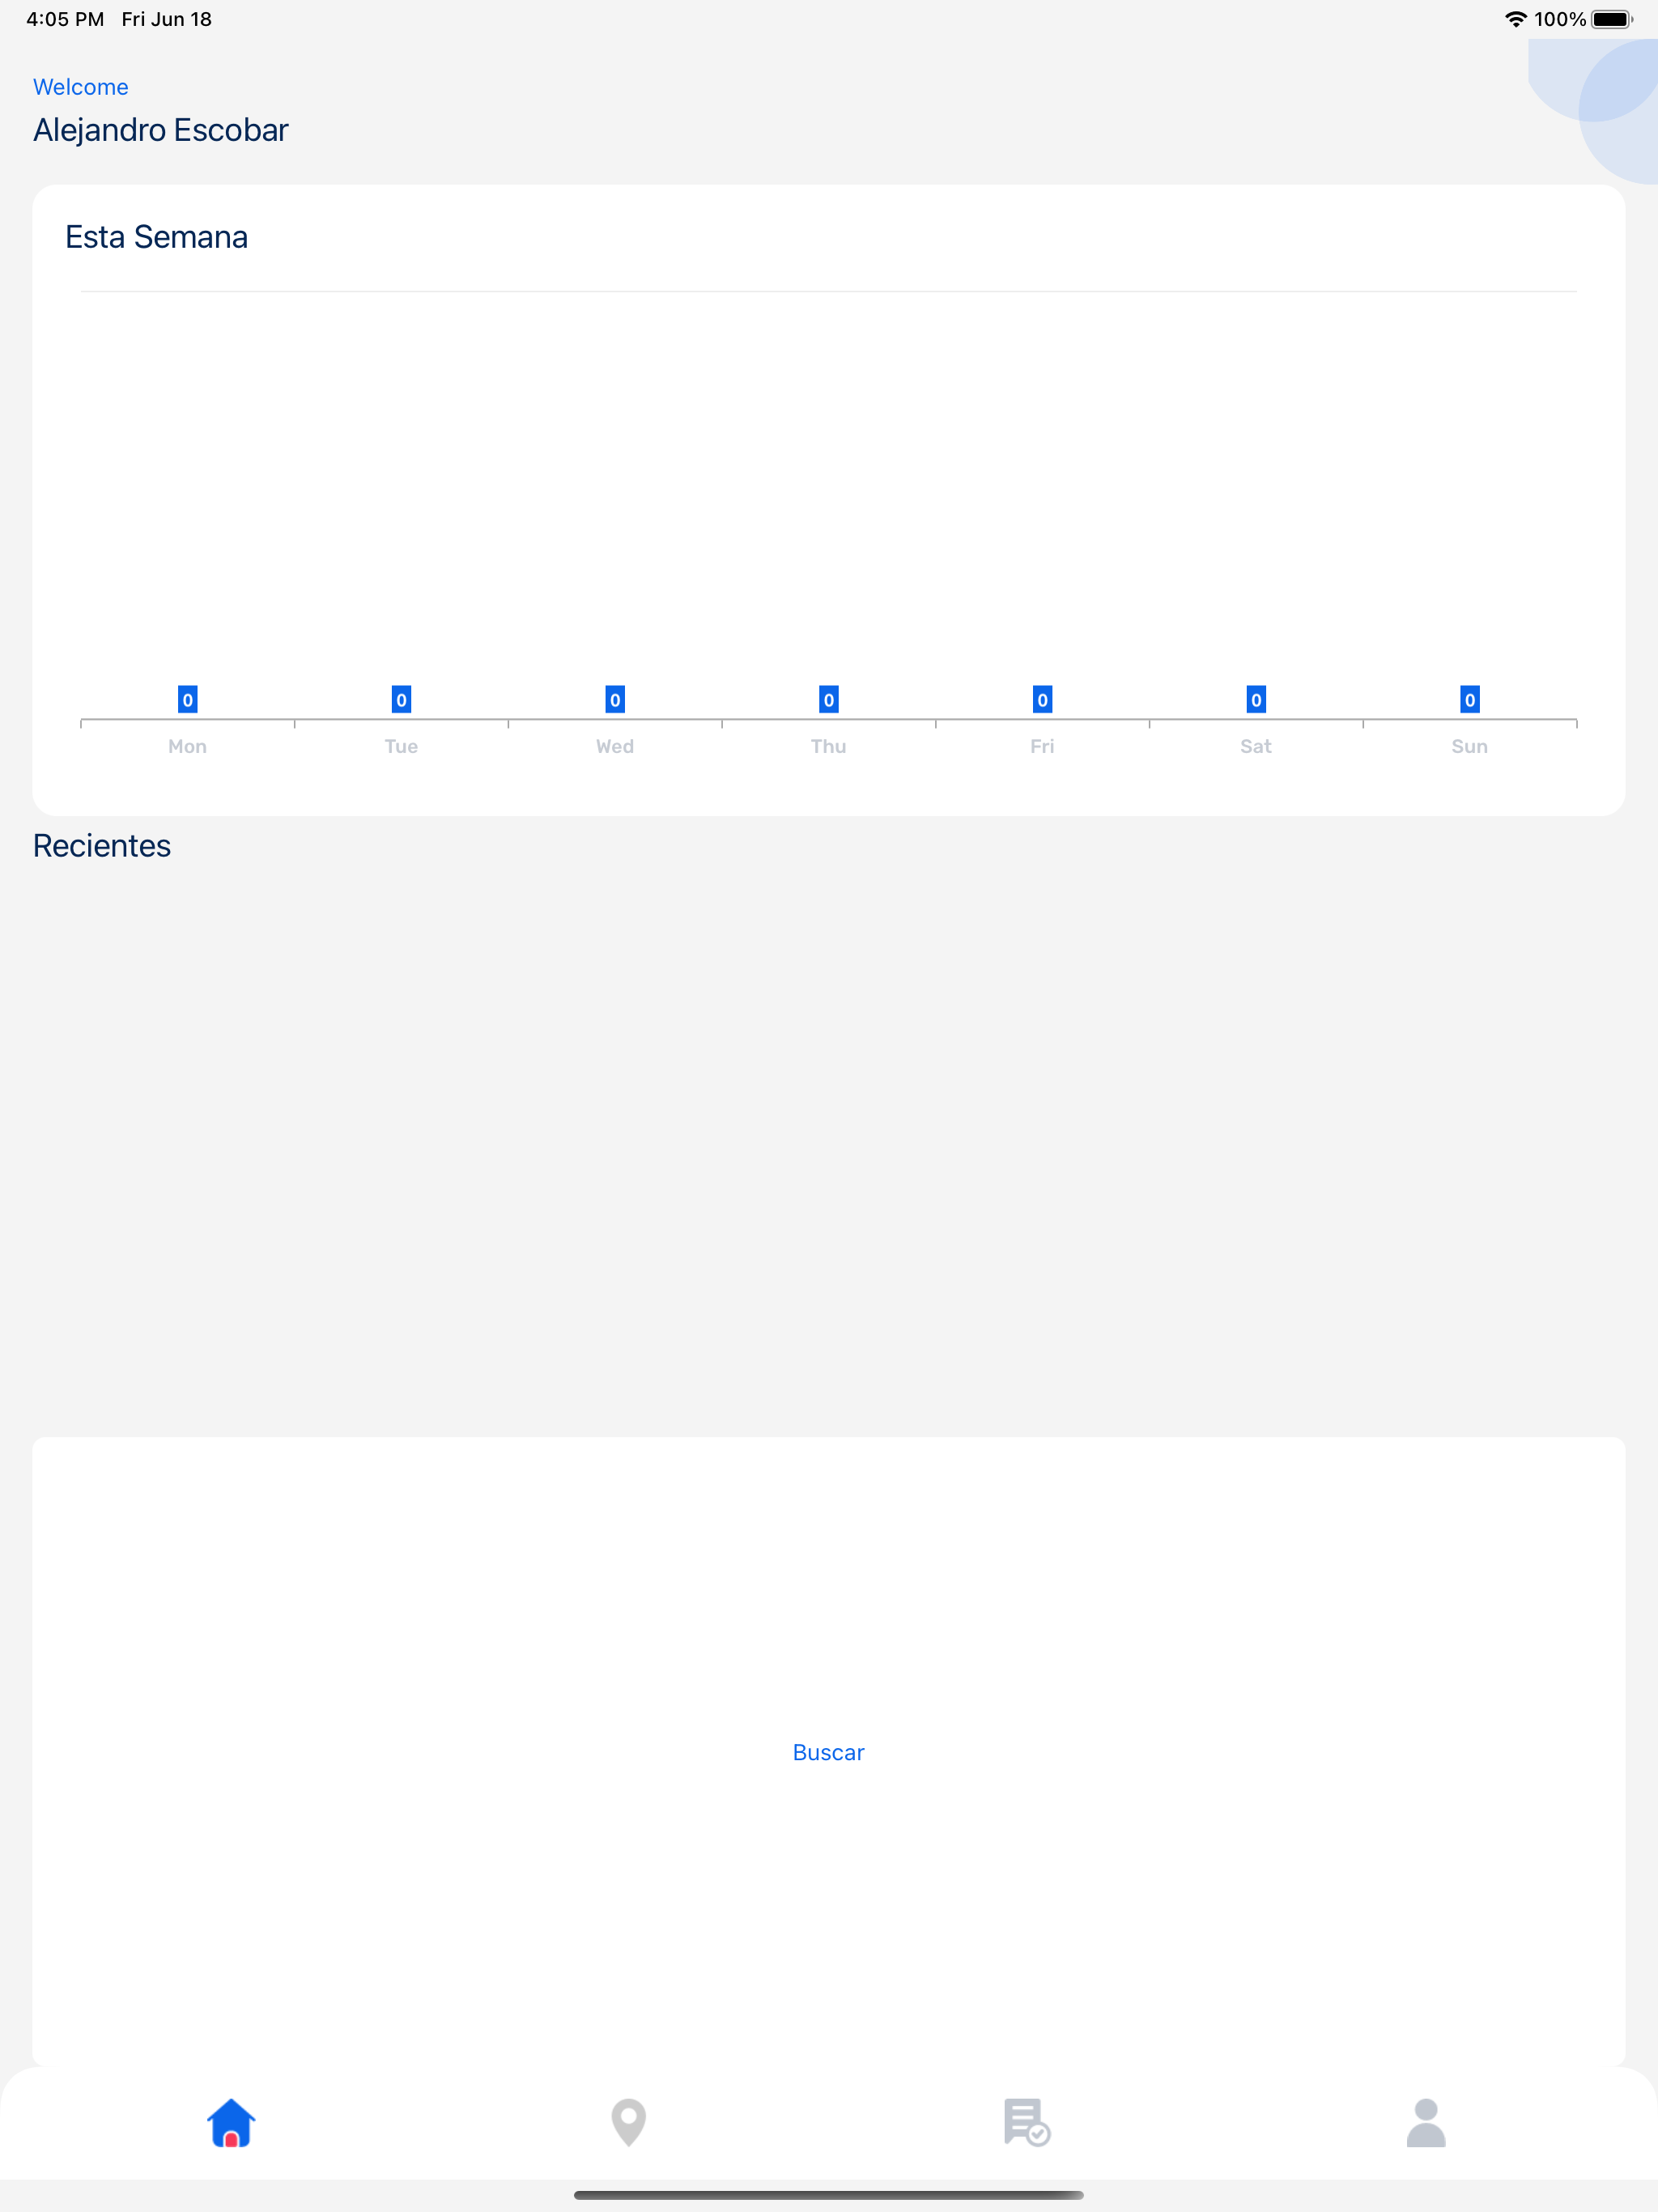 4:05 PM Fri Jun 18 100%
Welcome
Alejandro Escobar
Esta Semana
0 0 0 0 0 0 0
Mon Tue Wed Thu Fri Sat Sun
Recientes
Buscar